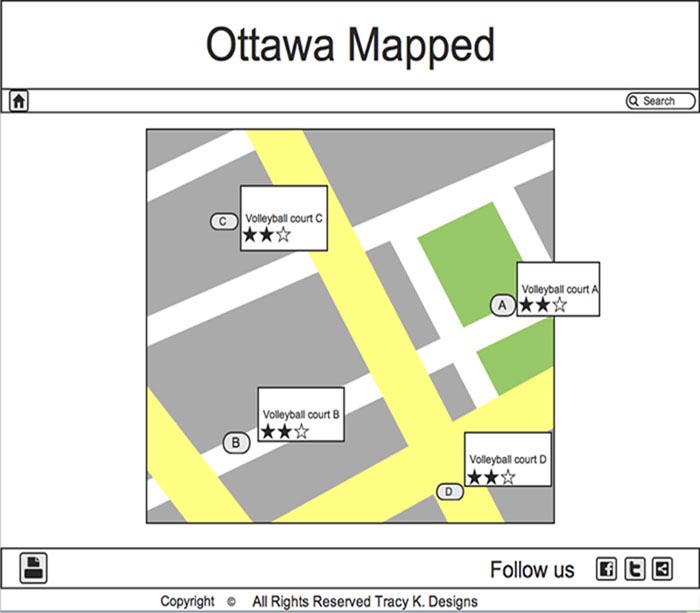 Ottawa Mapped
Search
Volleyball court C
C
Volleyball court A
A
Volleyball court B
B
Volleyball court D
D
Follow us
f t
Copyright © All Rights Reserved Tracy K. Designs